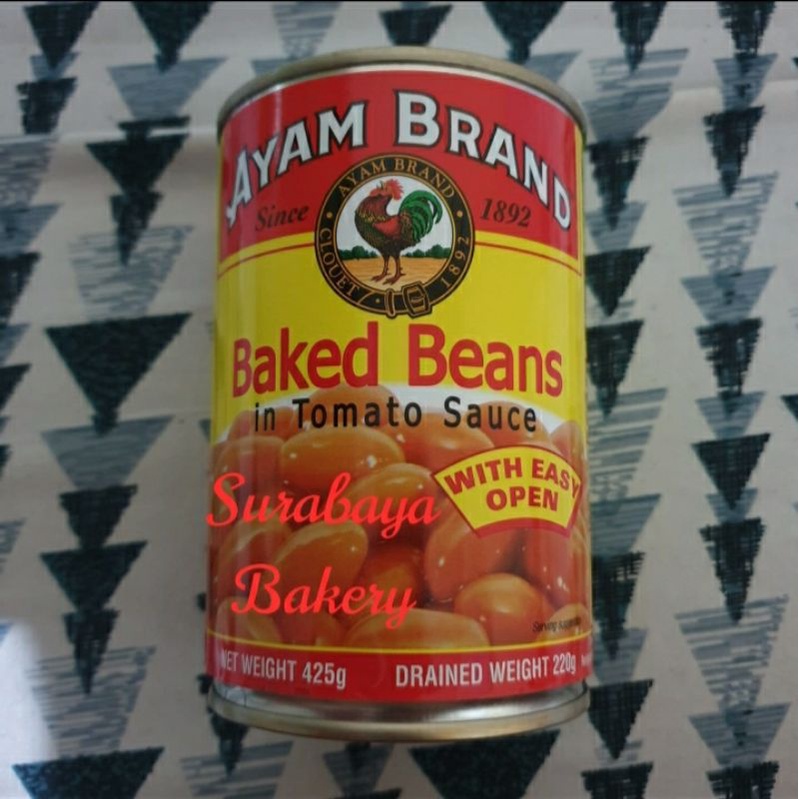 AYAM BRAND
Since 1892
AYAM BRAND
CLOUET 1892
Baked Beans
in Tomato Sauce
WITH EASY
OPEN
Surabaya
Bakery
NET WEIGHT 425g DRAINED WEIGHT 220g